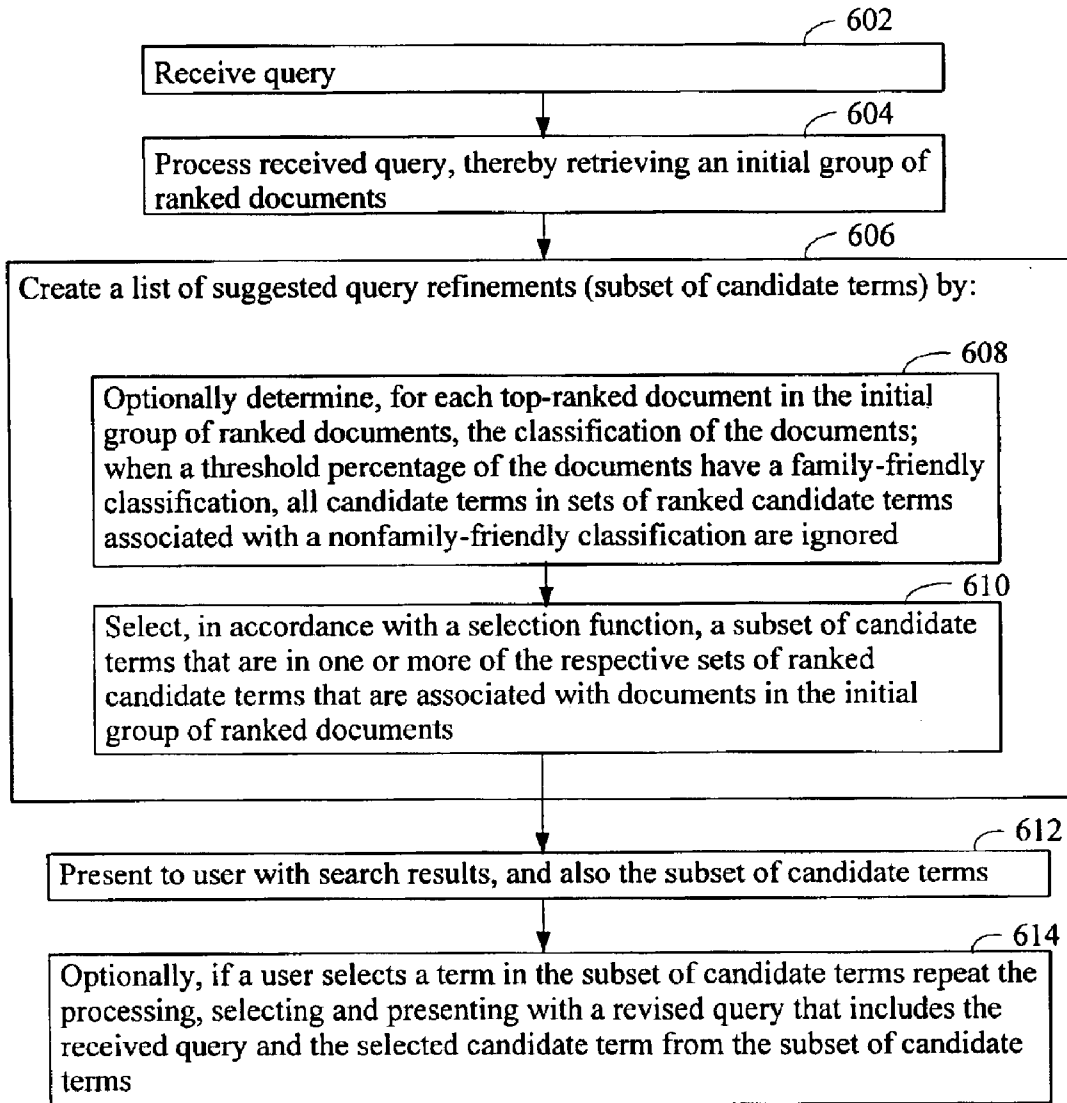 602
Receive query
604
Process received query, thereby retrieving an initial group of
ranked documents
606
Create a list of suggested query refinements (subset of candidate terms) by:
608
Optionally determine, for each top-ranked document in the initial
group of ranked documents, the classification of the documents;
when a threshold percentage of the documents have a family-friendly
classification, all candidate terms in sets of ranked candidate terms
associated with a nonfamily-friendly classification are ignored
610
Select, in accordance with a selection function, a subset of candidate
terms that are in one or more of the respective sets of ranked
candidate terms that are associated with documents in the initial
group of ranked documents
612
Present to user with search results, and also the subset of candidate terms
614
Optionally, if a user selects a term in the subset of candidate terms repeat the
processing, selecting and presenting with a revised query that includes the
received query and the selected candidate term from the subset of candidate
terms